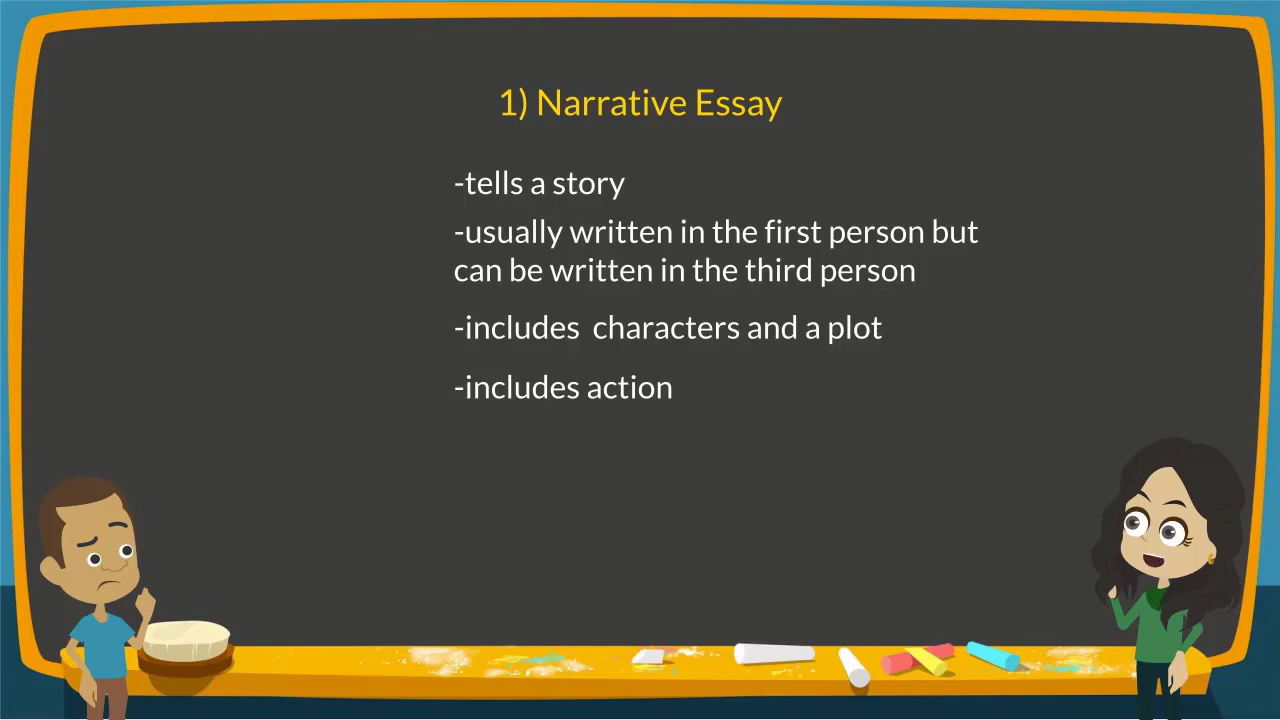 1) Narrative Essay
-tells a story
-usually written in the first person but
can be written in the third person
-includes  characters and a plot
-includes action